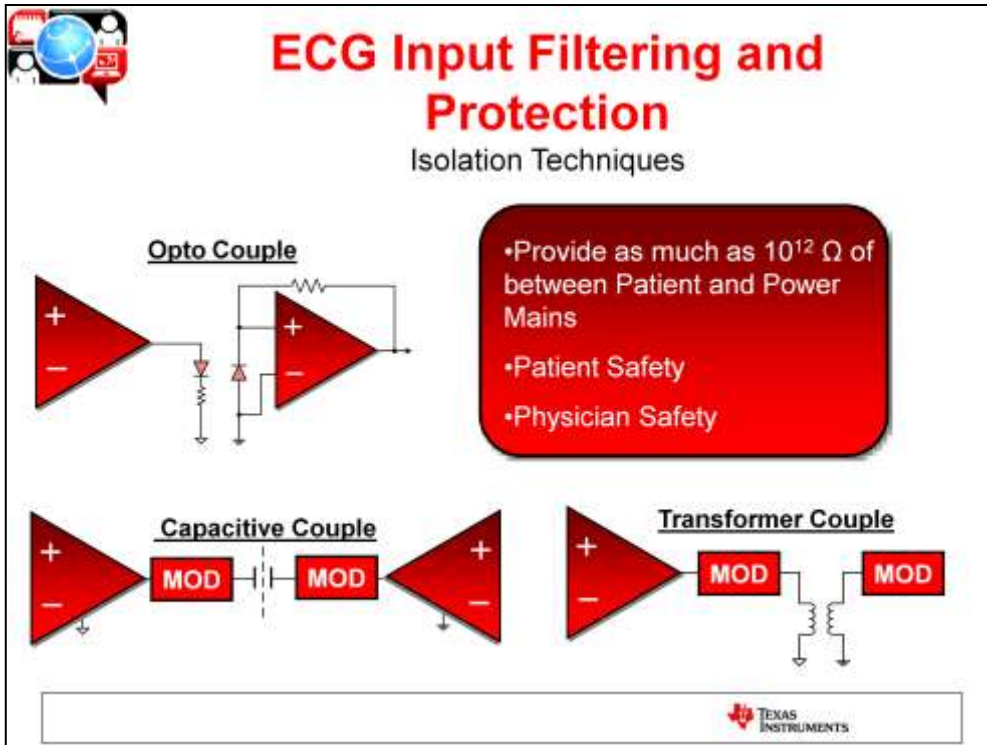 ECG Input Filtering and
Protection
Isolation Techniques
Opto Couple
+
−
+
−
•Provide as much as 10¹² Ω of
between Patient and Power
Mains
•Patient Safety
•Physician Safety
Capacitive Couple
+
−
MOD
MOD
+
−
Transformer Couple
+
−
MOD
MOD
TEXAS
INSTRUMENTS